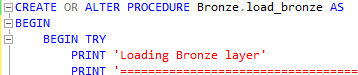 CREATE OR ALTER PROCEDURE Bronze.load_bronze AS
BEGIN
BEGIN TRY
PRINT 'Loading Bronze layer'
PRINT '==================================